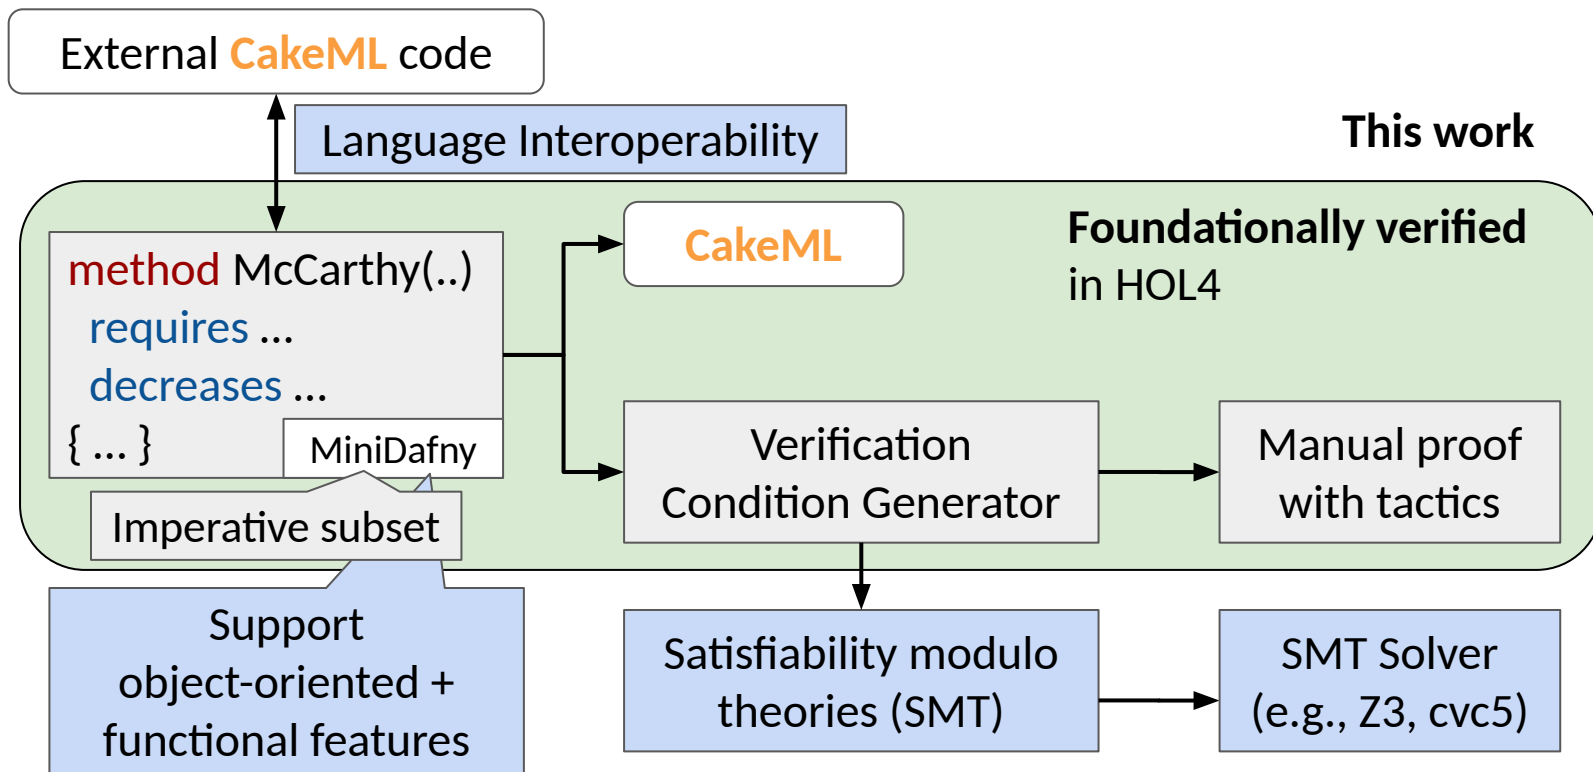 External CakeML code
Language Interoperability
This work
Foundationally verified
in HOL4
method McCarthy(..)
requires ...
decreases ...
{ ... }
MiniDafny
Imperative subset
CakeML
Verification
Condition Generator
Manual proof
with tactics
Support
object-oriented +
functional features
Satisfiability modulo
theories (SMT)
SMT Solver
(e.g., Z3, cvc5)